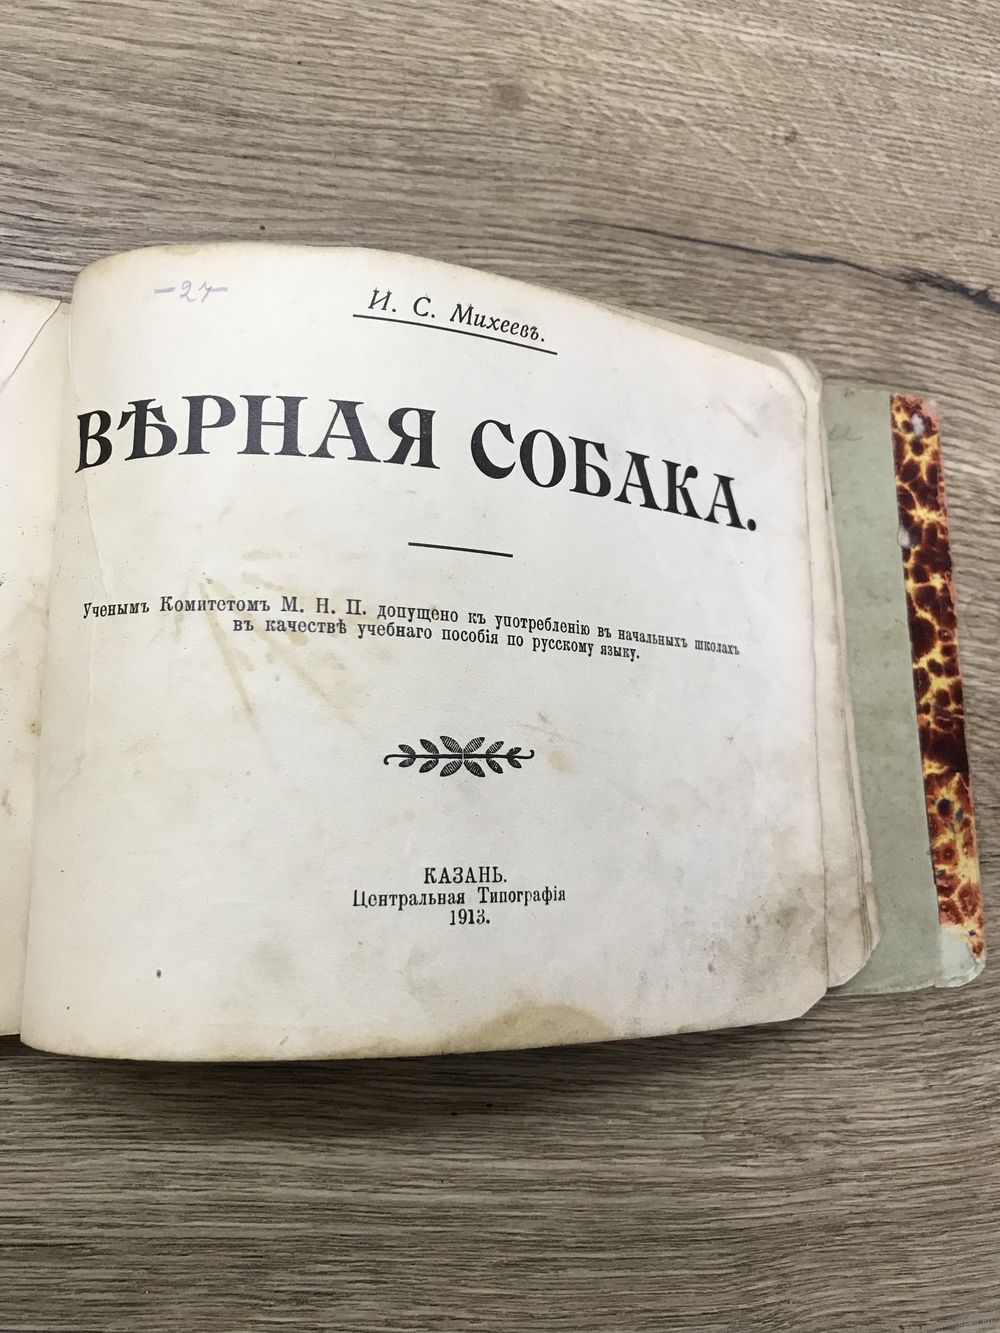 -27-
И. С. Михеевъ.
ВѢРНАЯ СОБАКА.
Ученымъ Комитетомъ М. Н. П. допущено къ употребленію въ начальныхъ школахъ
въ качествѣ учебнаго пособія по русскому языку.
КАЗАНЬ.
Центральная Типографія
1913.